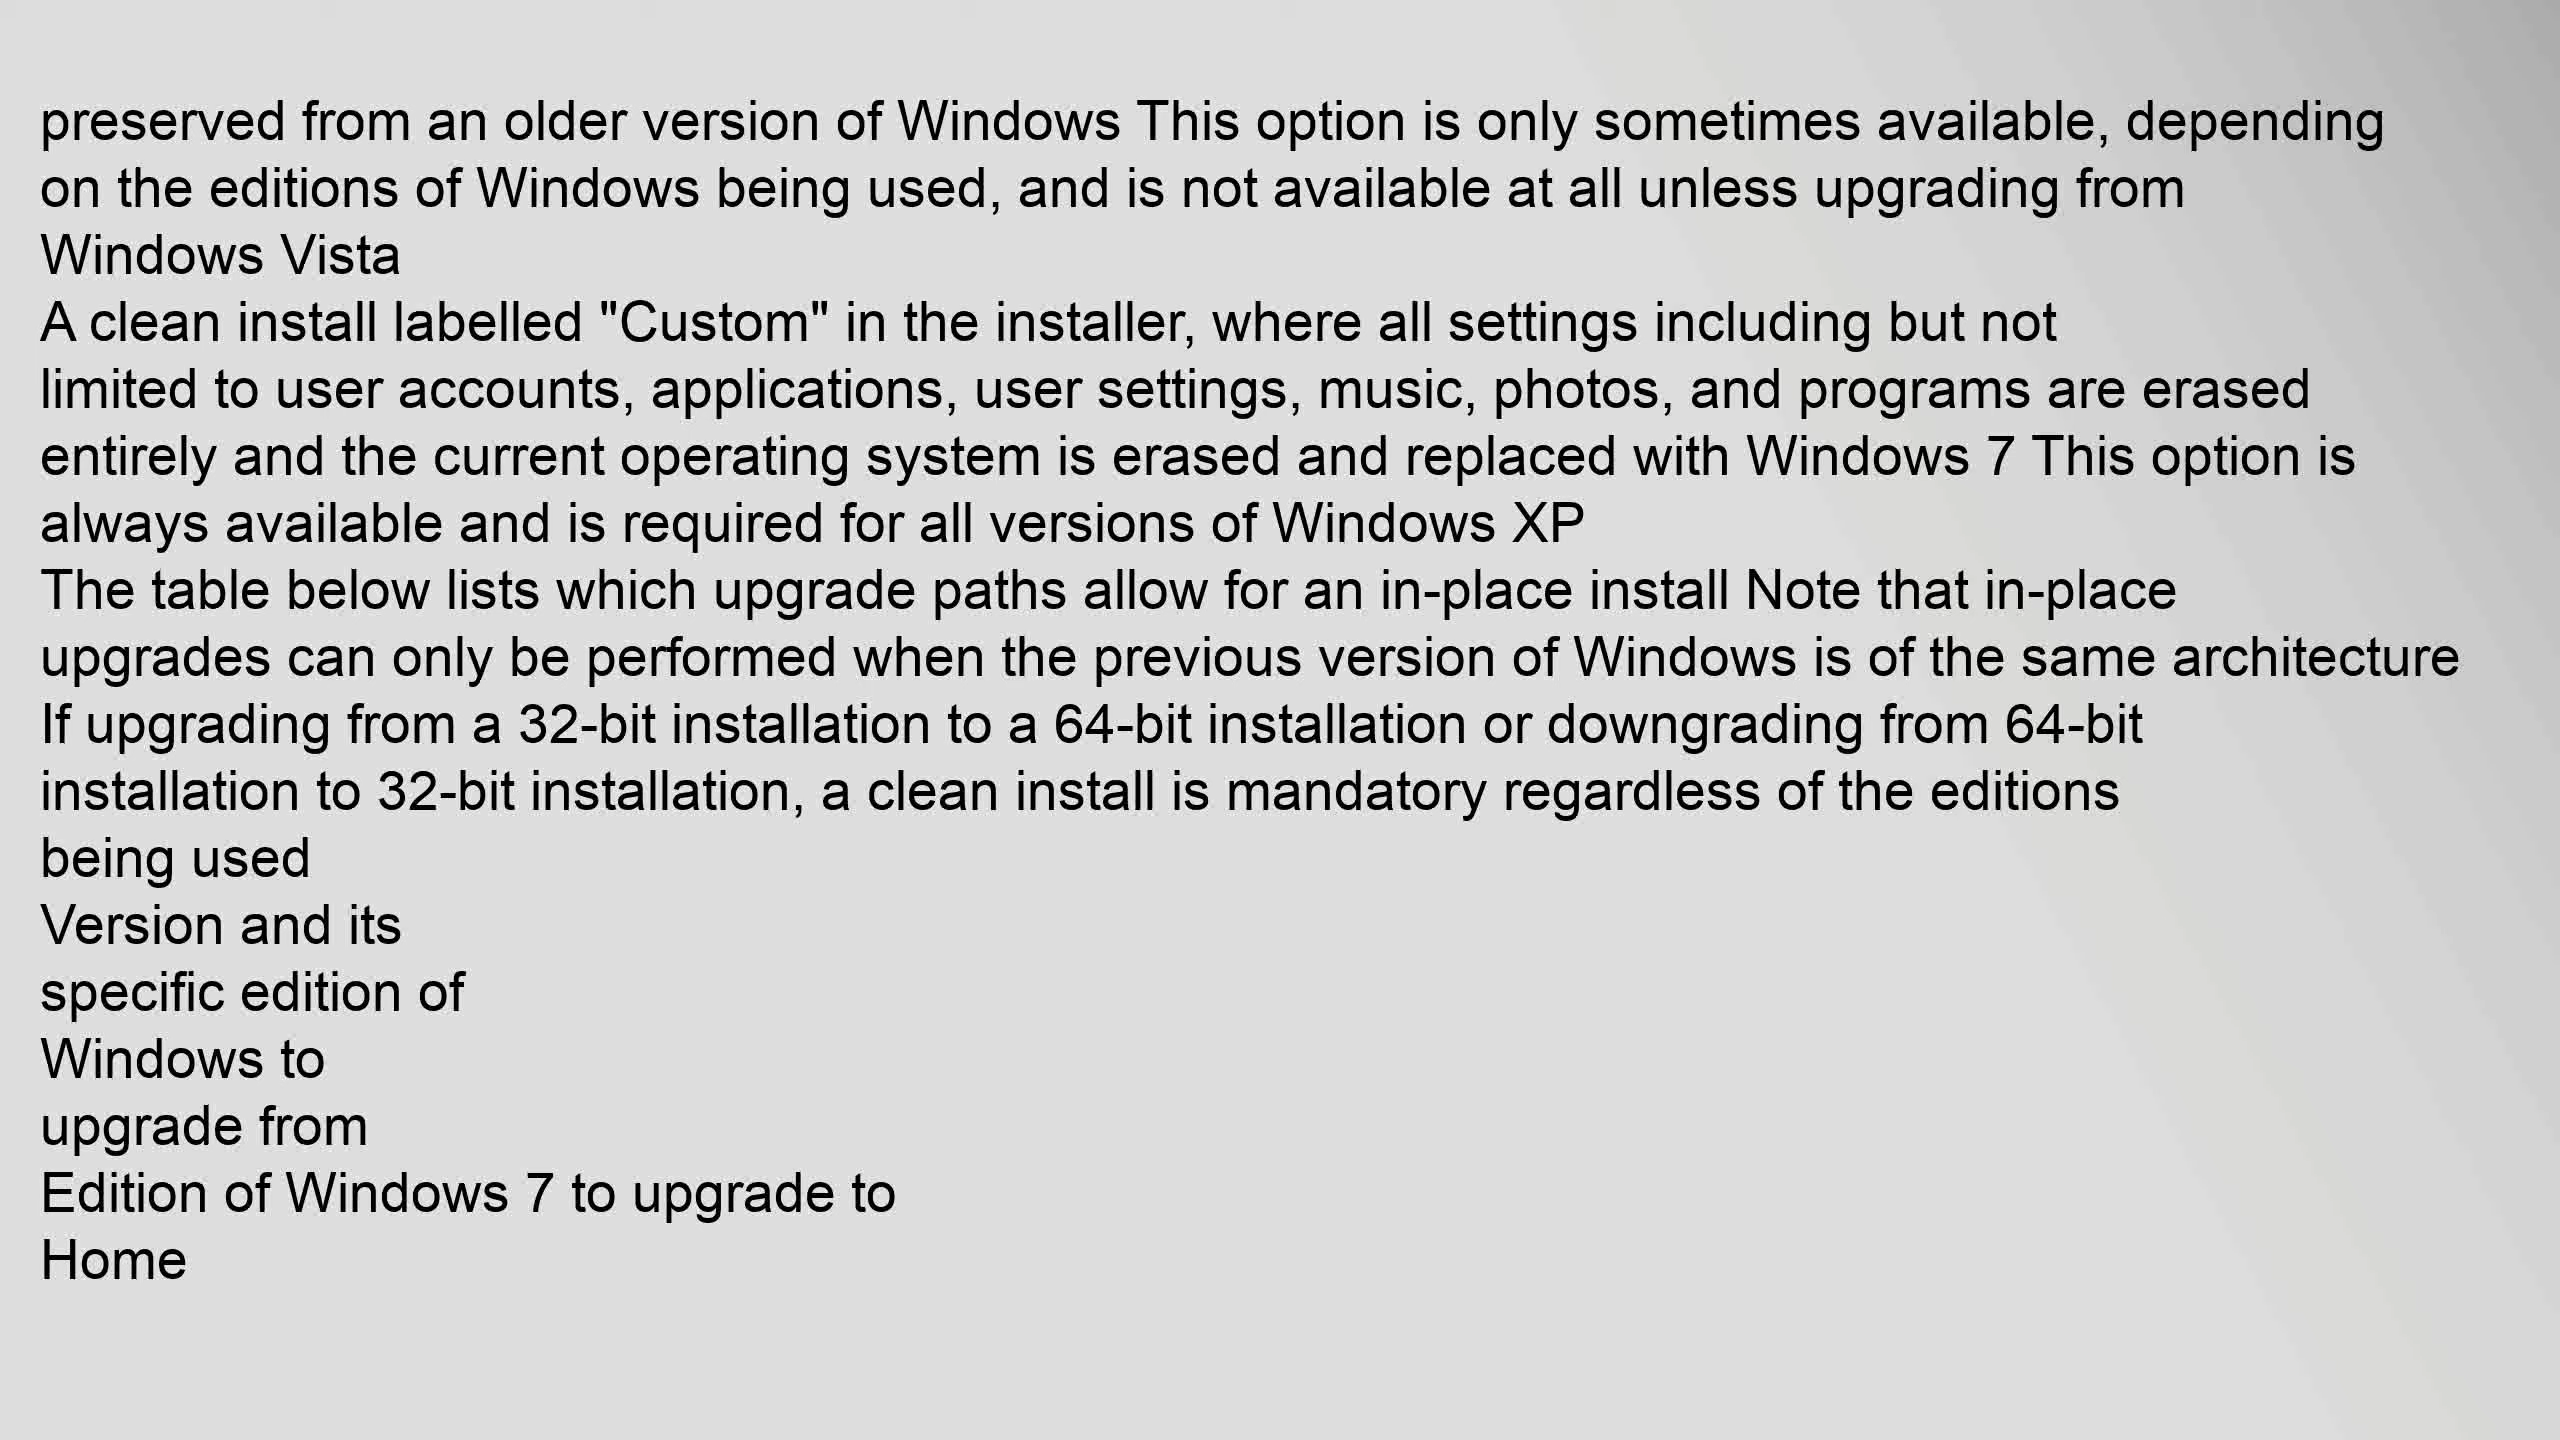 preserved from an older version of Windows This option is only sometimes available, depending
on the editions of Windows being used, and is not available at all unless upgrading from
Windows Vista
A clean install labelled "Custom" in the installer, where all settings including but not
limited to user accounts, applications, user settings, music, photos, and programs are erased
entirely and the current operating system is erased and replaced with Windows 7 This option is
always available and is required for all versions of Windows XP
The table below lists which upgrade paths allow for an in-place install Note that in-place
upgrades can only be performed when the previous version of Windows is of the same architecture
If upgrading from a 32-bit installation to a 64-bit installation or downgrading from 64-bit
installation to 32-bit installation, a clean install is mandatory regardless of the editions
being used
Version and its
specific edition of
Windows to
upgrade from
Edition of Windows 7 to upgrade to
Home